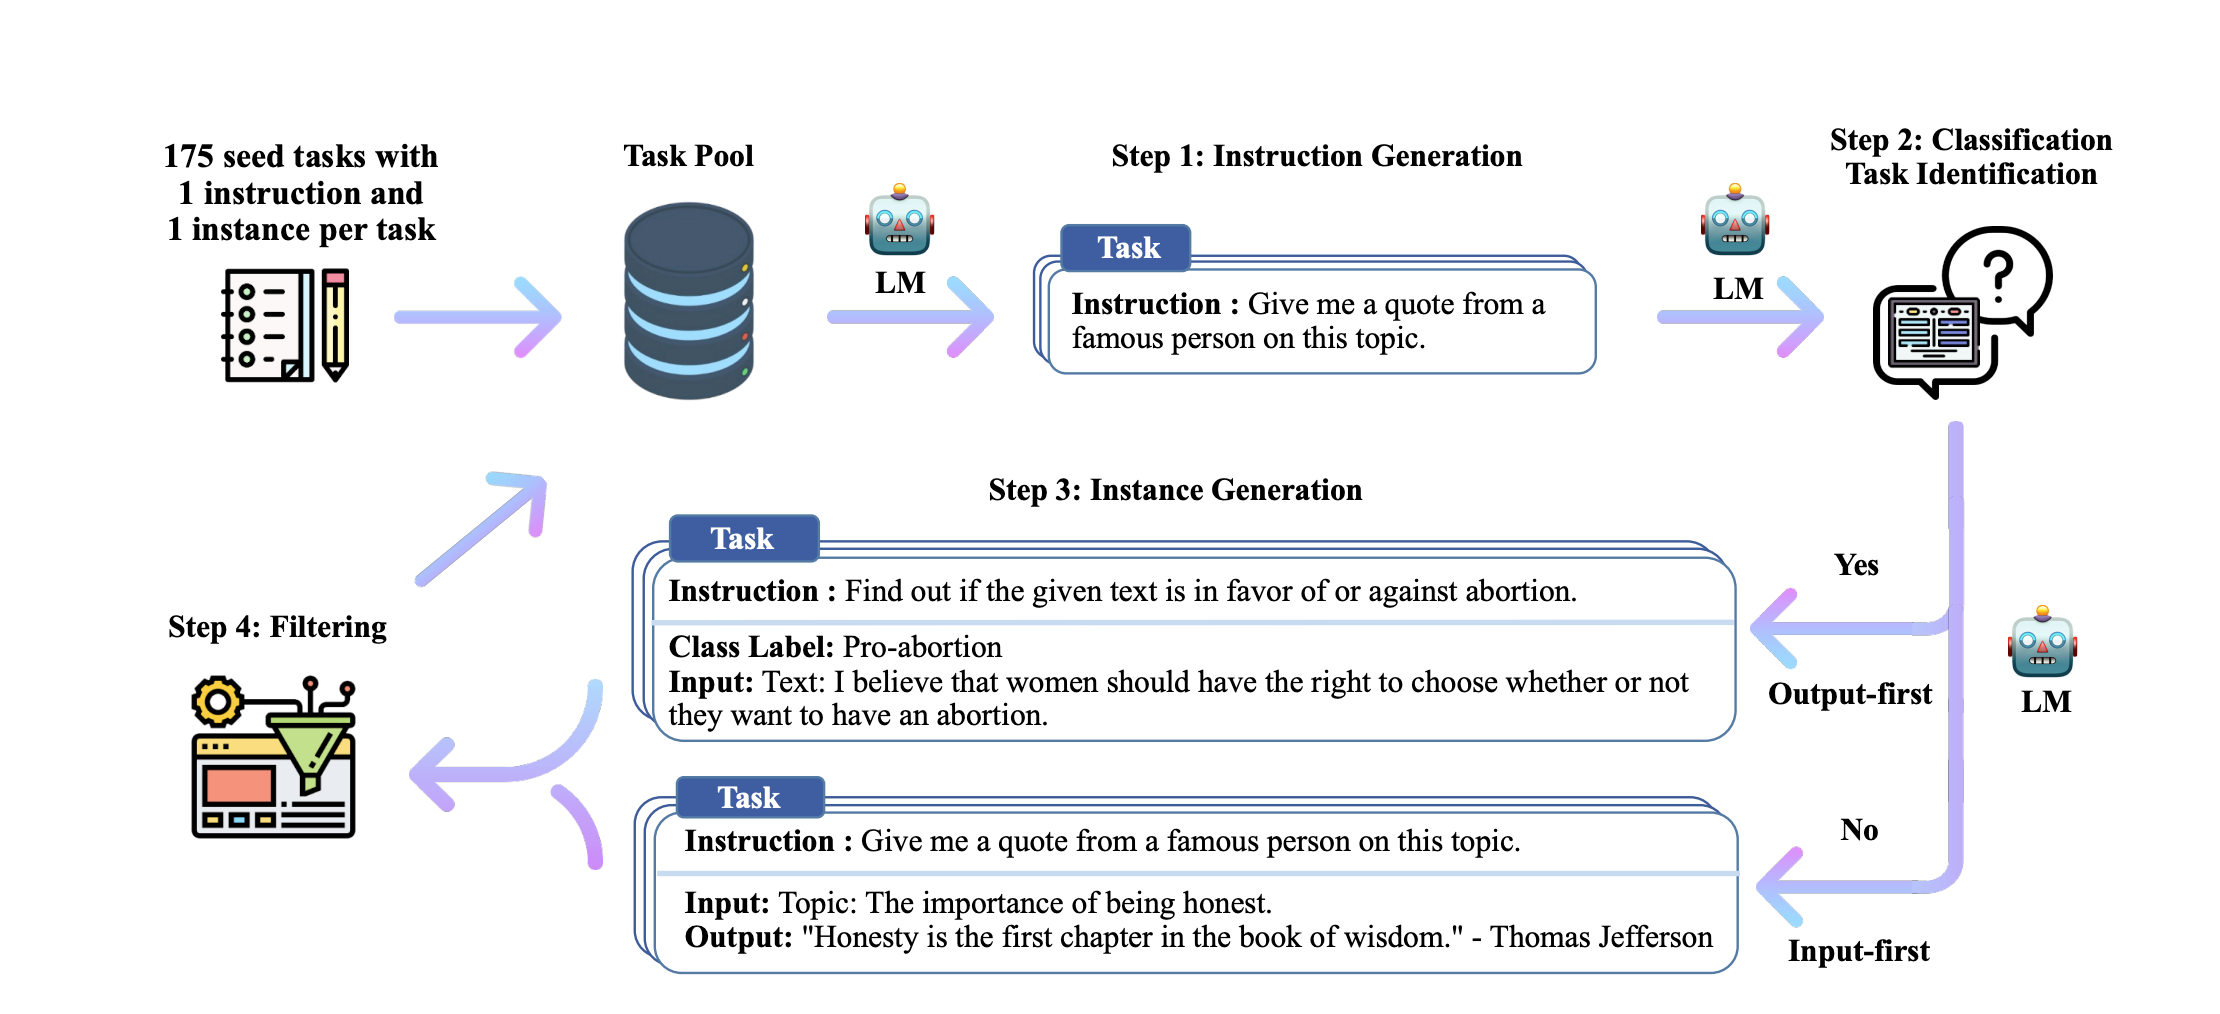 175 seed tasks with
1 instruction and
1 instance per task
Task Pool
LM
Step 1: Instruction Generation
Task
Instruction : Give me a quote from a
famous person on this topic.
LM
Step 2: Classification
Task Identification
?
Step 3: Instance Generation
Task
Instruction : Find out if the given text is in favor of or against abortion.
Class Label: Pro-abortion
Input: Text: I believe that women should have the right to choose whether or not
they want to have an abortion.
Yes
Output-first
LM
Task
Instruction : Give me a quote from a famous person on this topic.
Input: Topic: The importance of being honest.
Output: "Honesty is the first chapter in the book of wisdom." - Thomas Jefferson
No
Input-first
Step 4: Filtering